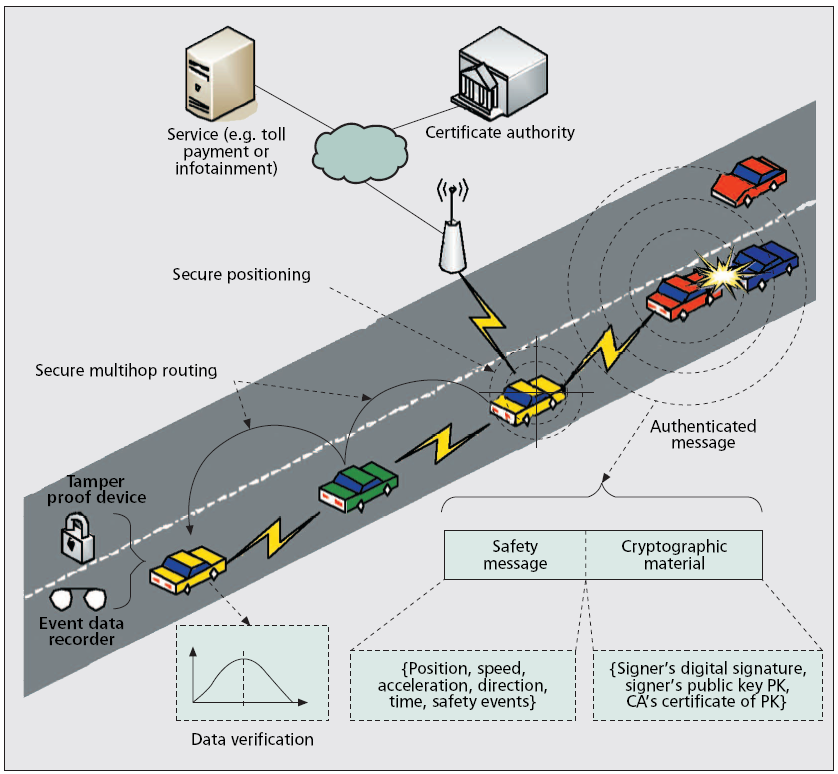 Service (e.g. toll
payment or
infotainment)
Certificate authority
Secure positioning
Secure multihop routing
Authenticated
message
Tamper
proof device
Event data
recorder
Safety
message
Cryptographic
material
{Position, speed,
acceleration, direction,
time, safety events}
{Signer's digital signature,
signer's public key PK,
CA's certificate of PK}
Data verification